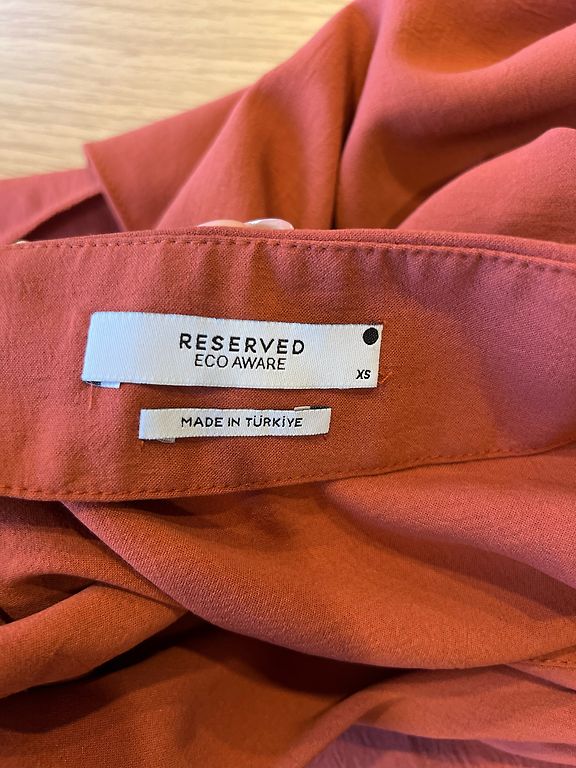 RESERVED
ECO AWARE
XS
MADE IN TÜRKİYE